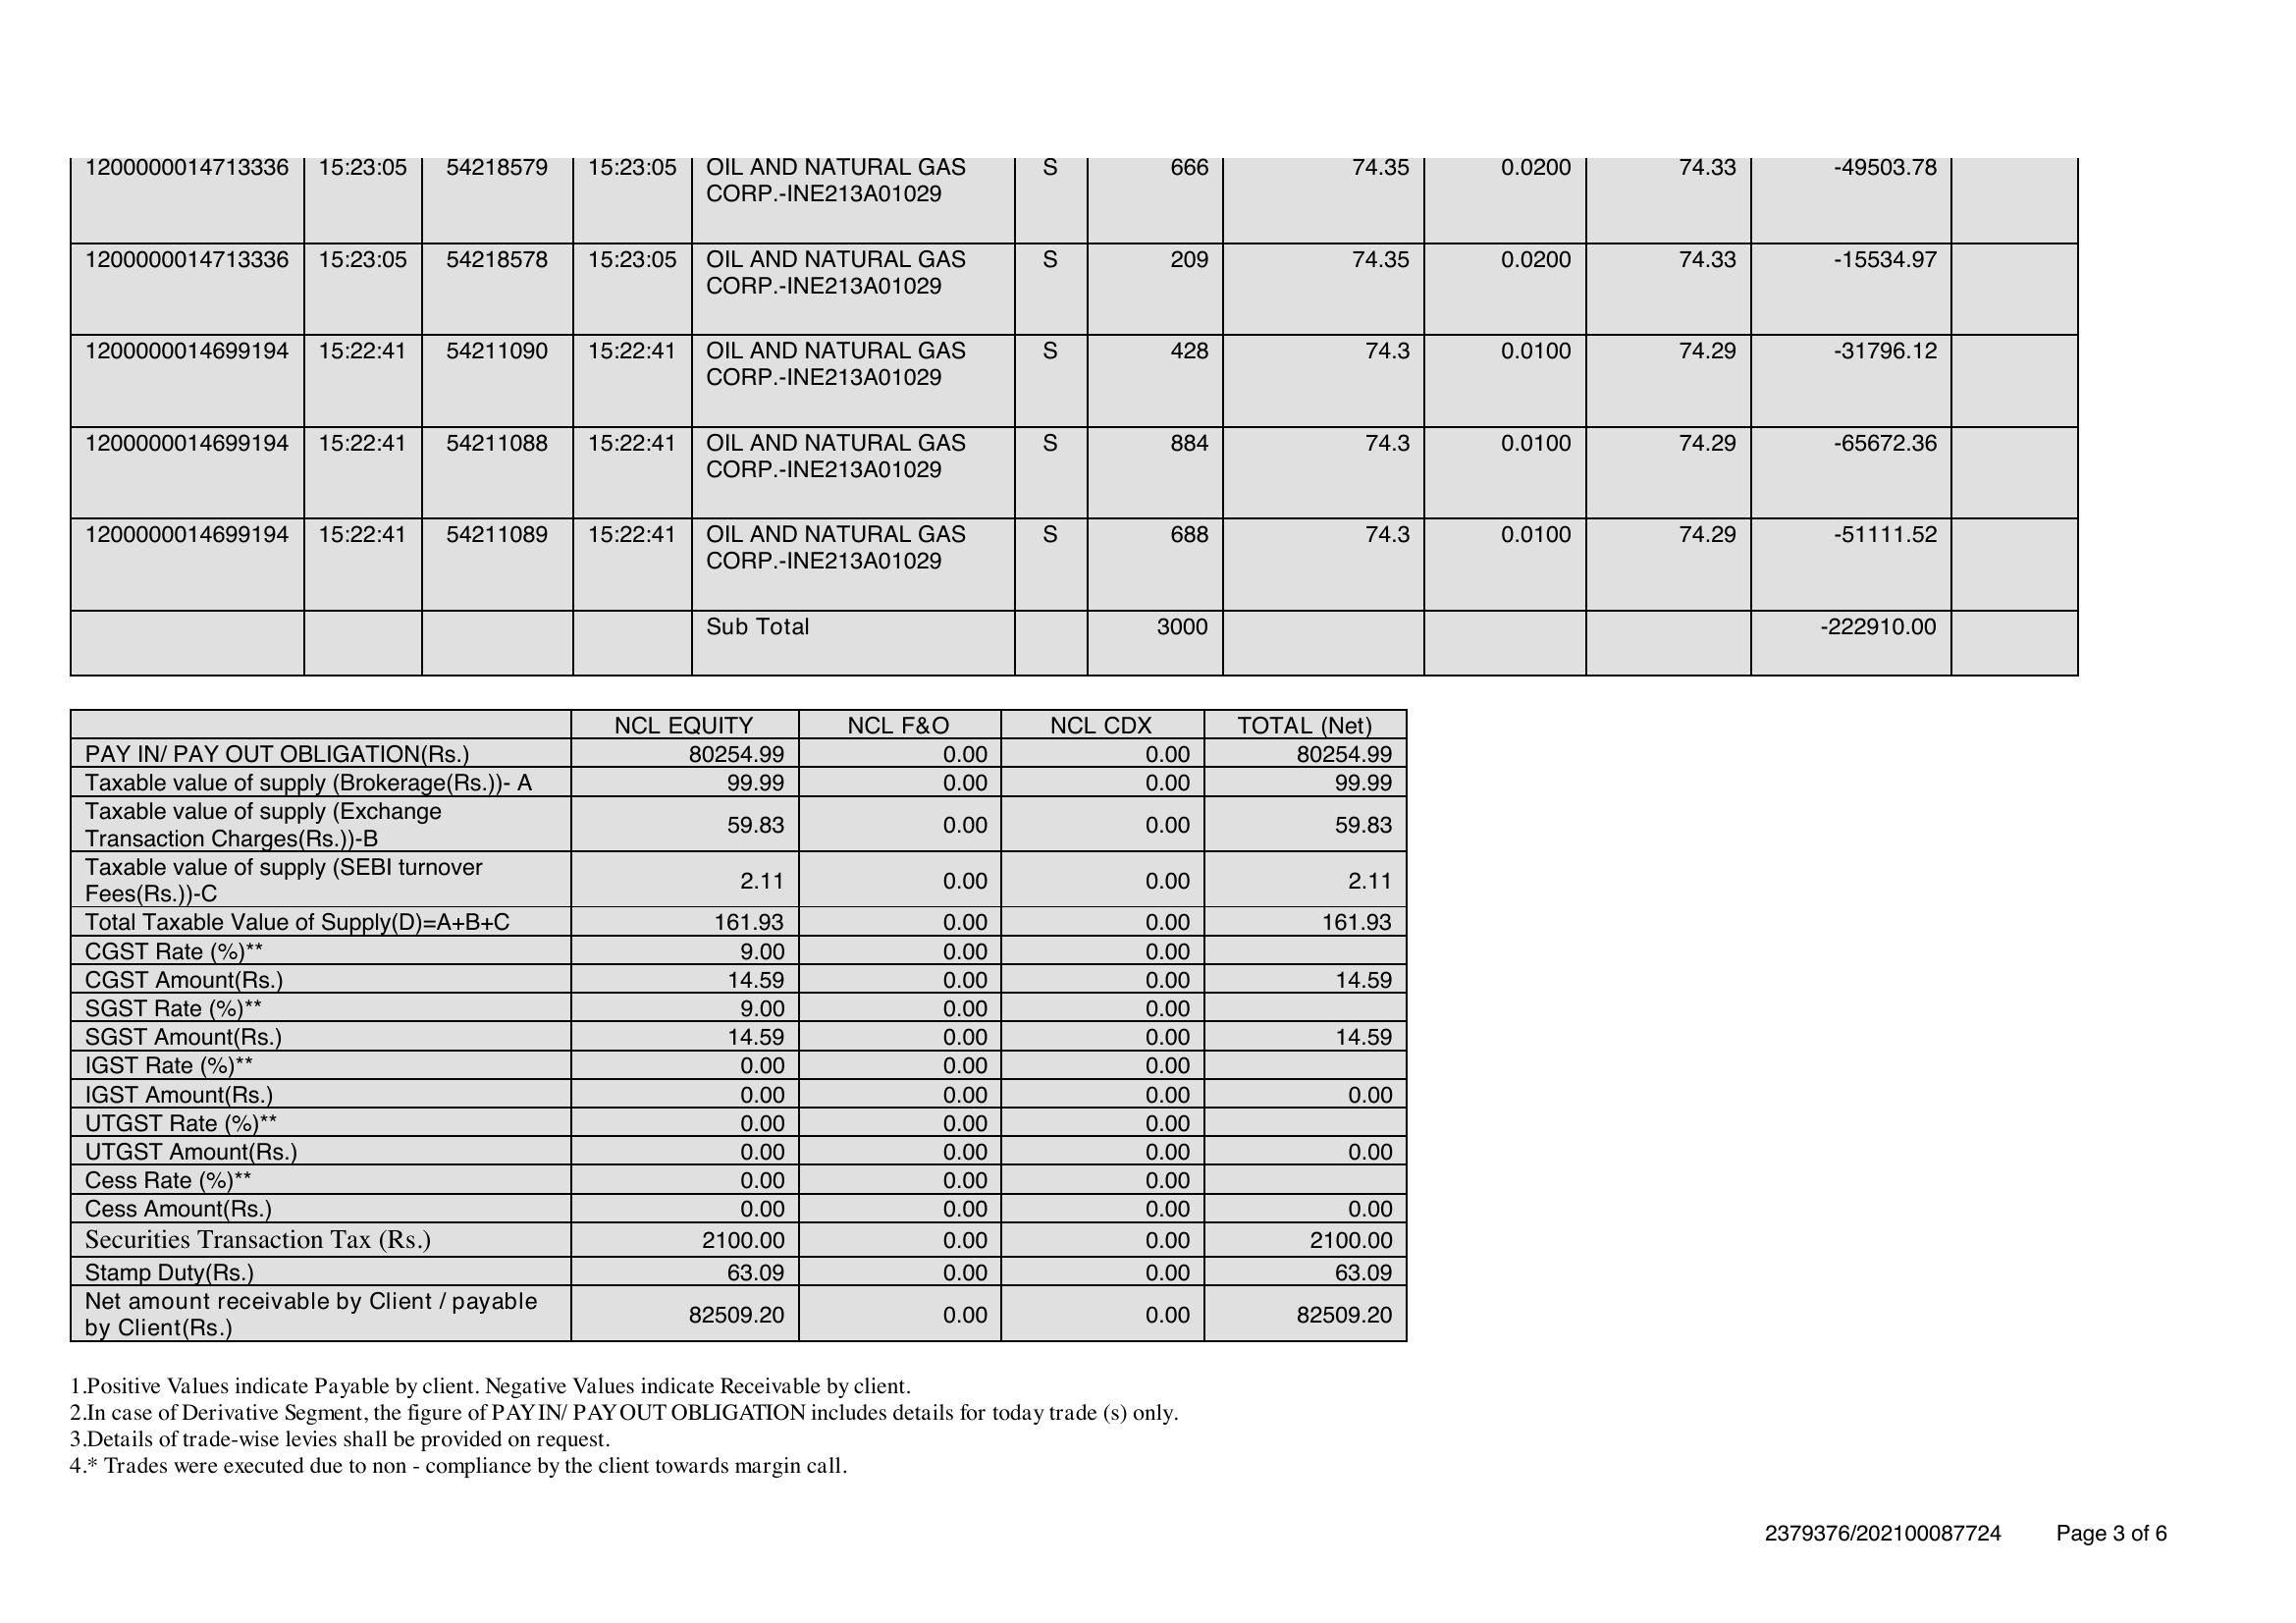 1200000014713336 15:23:05 54218579 15:23:05 OIL AND NATURAL GAS S 666 74.35 0.0200 74.33 -49503.78
CORP.-INE213A01029
1200000014713336 15:23:05 54218578 15:23:05 OIL AND NATURAL GAS S 209 74.35 0.0200 74.33 -15534.97
CORP.-INE213A01029
1200000014699194 15:22:41 54211090 15:22:41 OIL AND NATURAL GAS S 428 74.3 0.0100 74.29 -31796.12
CORP.-INE213A01029
1200000014699194 15:22:41 54211088 15:22:41 OIL AND NATURAL GAS S 884 74.3 0.0100 74.29 -65672.36
CORP.-INE213A01029
1200000014699194 15:22:41 54211089 15:22:41 OIL AND NATURAL GAS S 688 74.3 0.0100 74.29 -51111.52
CORP.-INE213A01029
Sub Total 3000 -222910.00
NCL EQUITY NCL F&O NCL CDX TOTAL (Net)
PAY IN/ PAY OUT OBLIGATION(Rs.) 80254.99 0.00 0.00 80254.99
Taxable value of supply (Brokerage(Rs.))- A 99.99 0.00 0.00 99.99
Taxable value of supply (Exchange
Transaction Charges(Rs.))-B 59.83 0.00 0.00 59.83
Taxable value of supply (SEBI turnover
Fees(Rs.))-C 2.11 0.00 0.00 2.11
Total Taxable Value of Supply(D)=A+B+C 161.93 0.00 0.00 161.93
CGST Rate (%)** 9.00 0.00 0.00
CGST Amount(Rs.) 14.59 0.00 0.00 14.59
SGST Rate (%)** 9.00 0.00 0.00
SGST Amount(Rs.) 14.59 0.00 0.00 14.59
IGST Rate (%)** 0.00 0.00 0.00
IGST Amount(Rs.) 0.00 0.00 0.00 0.00
UTGST Rate (%)** 0.00 0.00 0.00
UTGST Amount(Rs.) 0.00 0.00 0.00 0.00
Cess Rate (%)** 0.00 0.00 0.00
Cess Amount(Rs.) 0.00 0.00 0.00 0.00
Securities Transaction Tax (Rs.) 2100.00 0.00 0.00 2100.00
Stamp Duty(Rs.) 63.09 0.00 0.00 63.09
Net amount receivable by Client / payable
by Client(Rs.) 82509.20 0.00 0.00 82509.20
1.Positive Values indicate Payable by client. Negative Values indicate Receivable by client.
2.In case of Derivative Segment, the figure of PAY IN/ PAY OUT OBLIGATION includes details for today trade (s) only.
3.Details of trade-wise levies shall be provided on request.
4.* Trades were executed due to non - compliance by the client towards margin call.
2379376/202100087724 Page 3 of 6